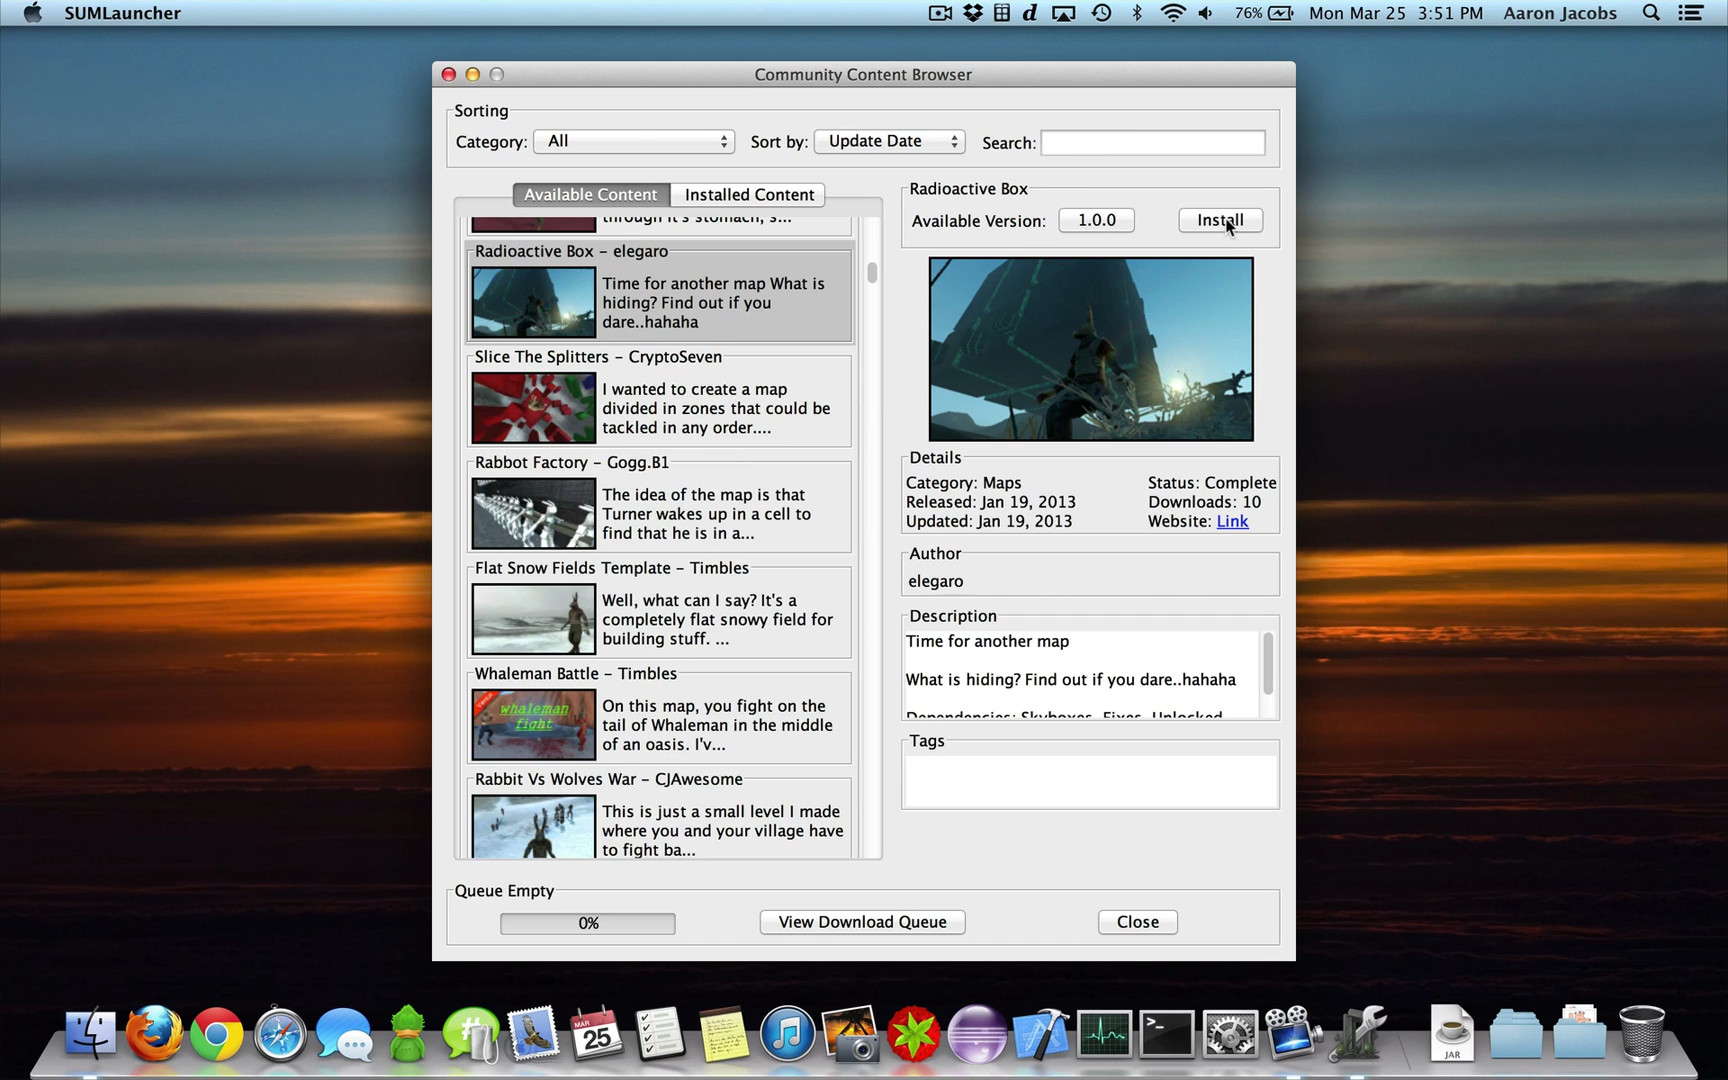 SUMLauncher
76% Mon Mar 25 3:51 PM Aaron Jacobs
Community Content Browser
Sorting
Category: All Sort by: Update Date Search:
Available Content Installed Content
through it's stomach, s...
Radioactive Box - elegaro
Time for another map What is
hiding? Find out if you
dare..hahaha
Slice The Splitters - CryptoSeven
I wanted to create a map
divided in zones that could be
tackled in any order....
Rabbot Factory - Gogg.B1
The idea of the map is that
Turner wakes up in a cell to
find that he is in a...
Flat Snow Fields Template - Timbles
Well, what can I say? It's a
completely flat snowy field for
building stuff. ...
Whaleman Battle - Timbles
whaleman
fight
On this map, you fight on the
tail of Whaleman in the middle
of an oasis. I'v...
Rabbit Vs Wolves War - CJAwesome
This is just a small level I made
where you and your village have
to fight ba...
Radioactive Box
Available Version: 1.0.0 Install
Details
Category: Maps Status: Complete
Released: Jan 19, 2013 Downloads: 10
Updated: Jan 19, 2013 Website: Link
Author
elegaro
Description
Time for another map
What is hiding? Find out if you dare..hahaha
Dependencies: Skyboxes, Fixes, Unlocked
Tags
Queue Empty
0% View Download Queue Close
MAR
25
JAR